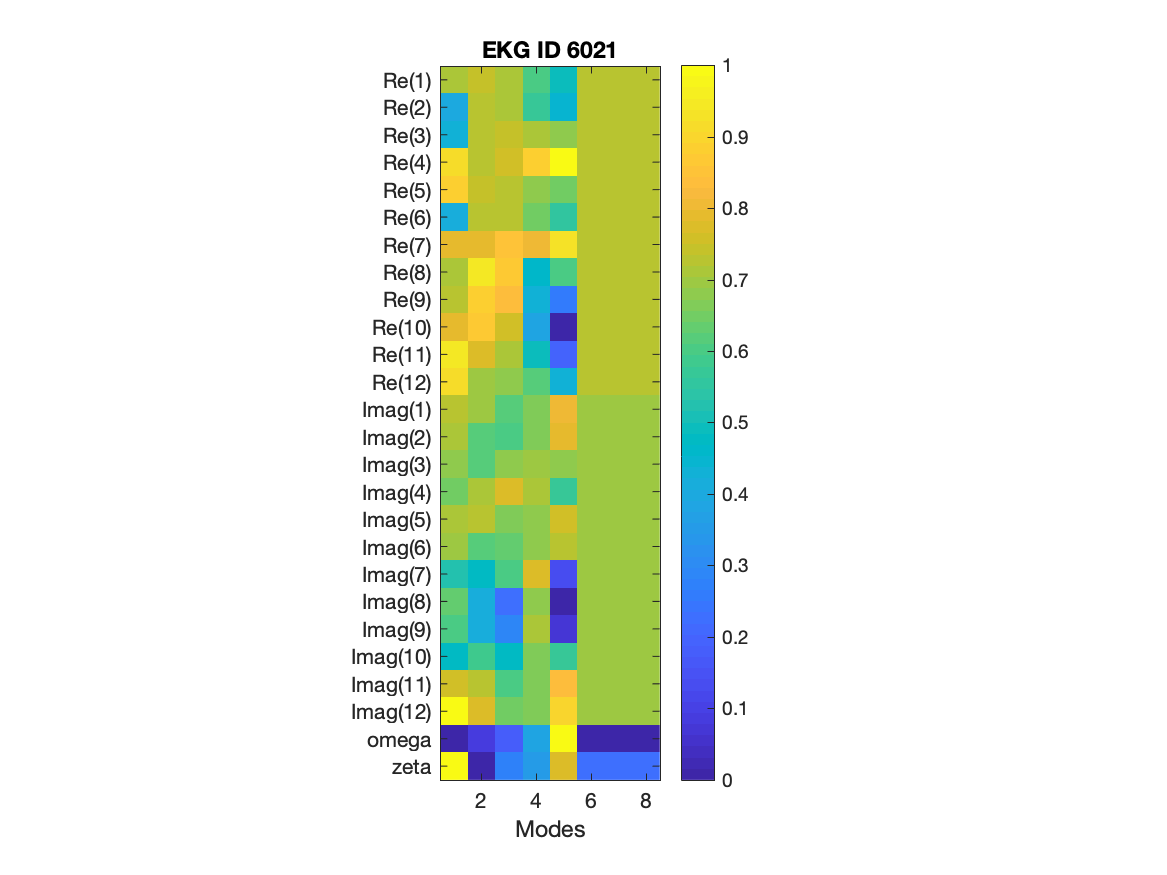 EKG ID 6021
Re(1)
Re(2)
Re(3)
Re(4)
Re(5)
Re(6)
Re(7)
Re(8)
Re(9)
Re(10)
Re(11)
Re(12)
Imag(1)
Imag(2)
Imag(3)
Imag(4)
Imag(5)
Imag(6)
Imag(7)
Imag(8)
Imag(9)
Imag(10)
Imag(11)
Imag(12)
omega
zeta
2 4 6 8
Modes
1
0.9
0.8
0.7
0.6
0.5
0.4
0.3
0.2
0.1
0